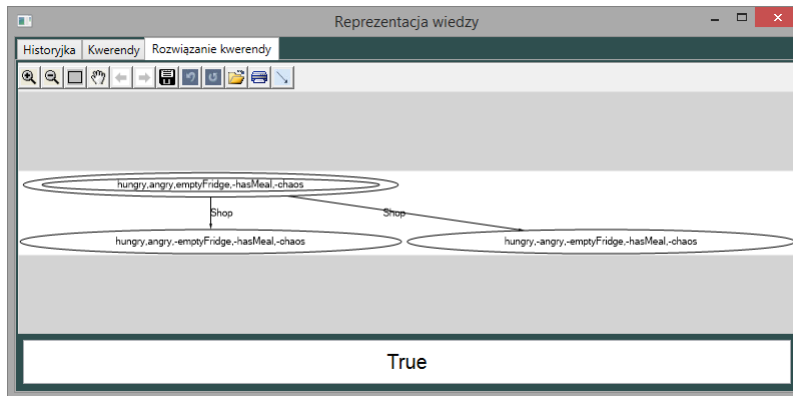 Reprezentacja wiedzy
Historyjka Kwerendy Rozwiązanie kwerendy
hungry,angry,emptyFridge,-hasMeal,-chaos
Shop Shop
hungry,angry,-emptyFridge,-hasMeal,-chaos hungry,-angry,-emptyFridge,-hasMeal,-chaos
True